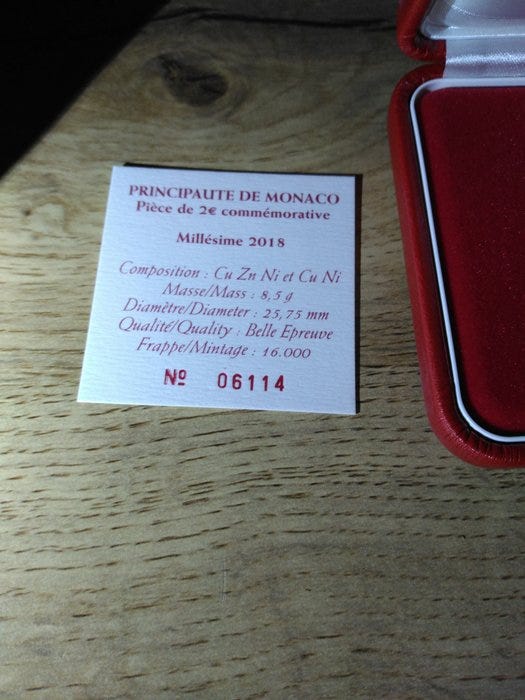 PRINCIPAUTE DE MONACO
Pièce de 2€ commémorative
Millésime 2018
Composition : Cu Zn Ni et Cu Ni
Masse/Mass : 8,5 g
Diamètre/Diameter : 25,75 mm
Qualité/Quality : Belle Epreuve
Frappe/Mintage : 16.000
Nº 06114